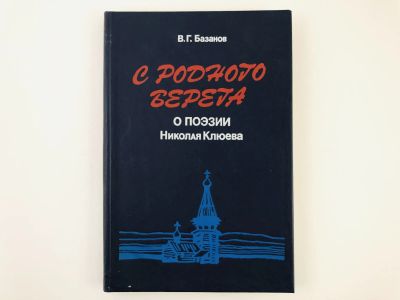 В. Г. Базанов
С РОДНОГО
БЕРЕГА
О ПОЭЗИИ
Николая Клюева